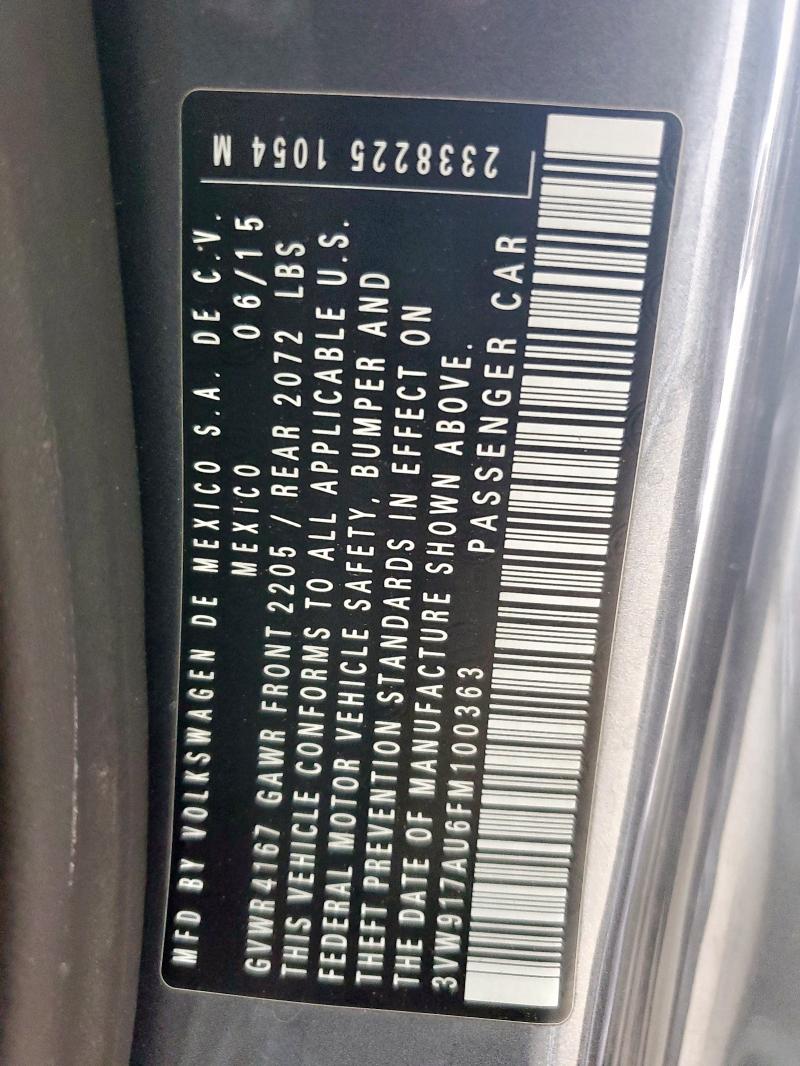 MFD BY VOLKSWAGEN DE MEXICO S.A. DE C.V.
MEXICO 06/15
GVWR 4167 GAWR FRONT 2205 / REAR 2072 LBS
THIS VEHICLE CONFORMS TO ALL APPLICABLE U.S.
FEDERAL MOTOR VEHICLE SAFETY, BUMPER AND
THEFT PREVENTION STANDARDS IN EFFECT ON
THE DATE OF MANUFACTURE SHOWN ABOVE.
3VW917AU6FM100363 PASSENGER CAR
2338225 1054 M